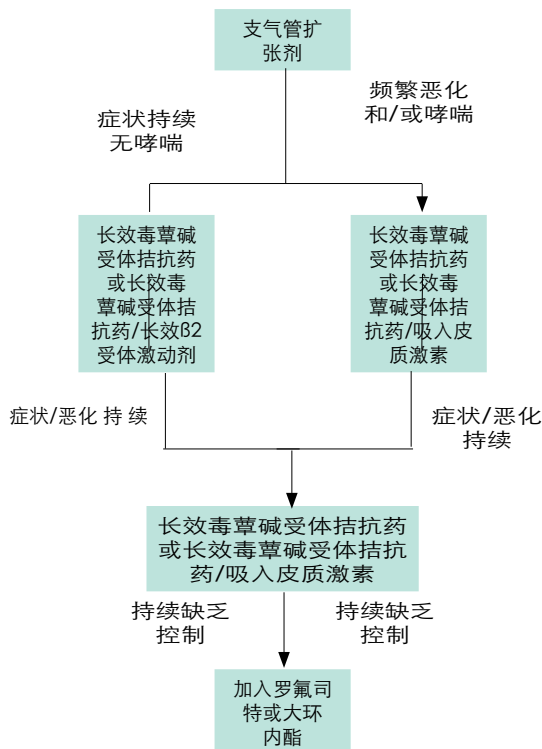 支气管扩
张剂
频繁恶化
和/或哮喘
症状持续
无哮喘
长效毒蕈碱
受体拮抗药
或长效毒
蕈碱受体拮
抗药/长效ß2
受体激动剂
长效毒蕈碱
受体拮抗药
或长效毒
蕈碱受体拮
抗药/吸入皮
质激素
症状/恶化 持 续
症状/恶化
持续
长效毒蕈碱受体拮抗药
或长效毒蕈碱受体拮抗
药/吸入皮质激素
持续缺乏
控制
持续缺乏
控制
加入罗氟司
特或大环
内酯